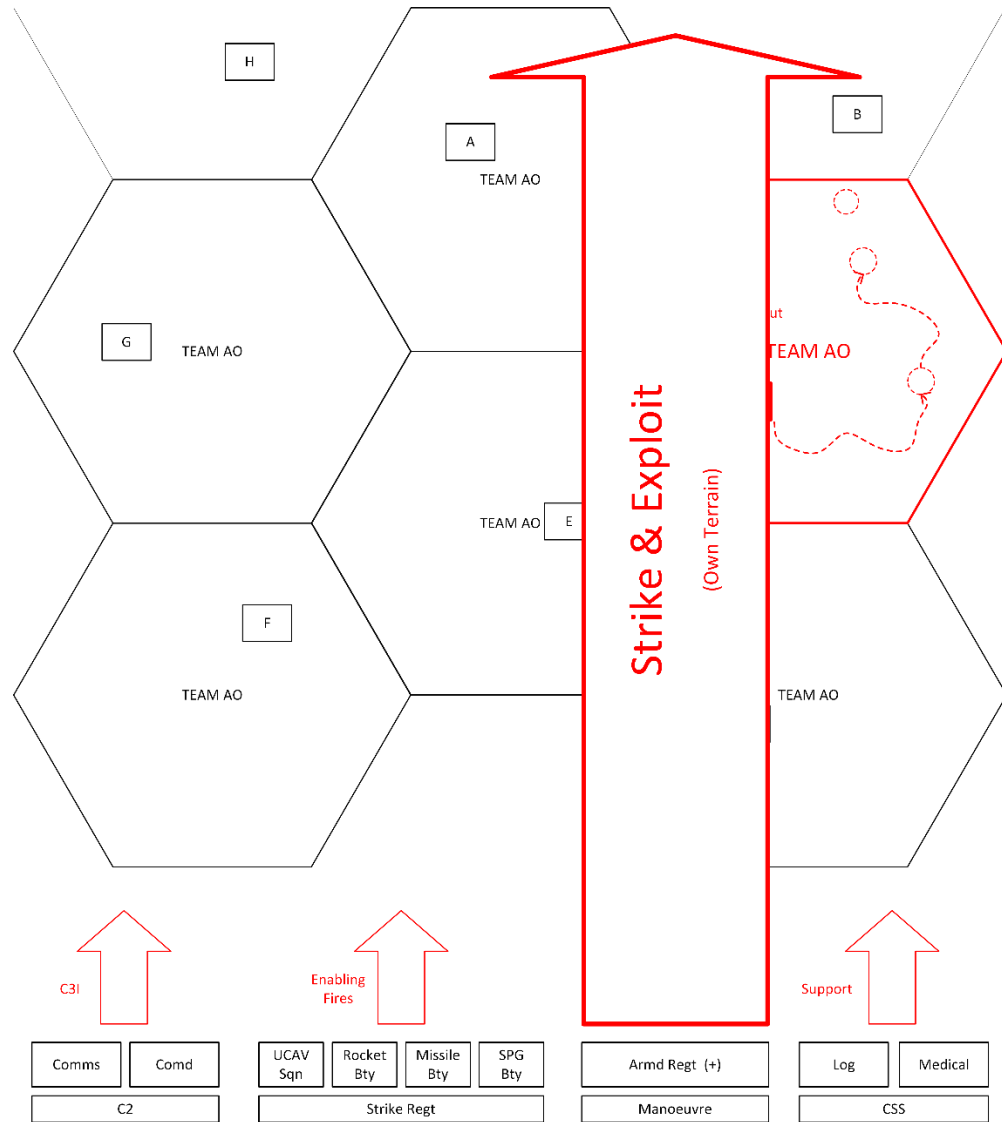 H
A
TEAM AO
B
G
TEAM AO
ut
TEAM AO
Strike & Exploit
(Own Terrain)
TEAM AO
E
F
TEAM AO
TEAM AO
C3I
Enabling
Fires
Support
Comms
Comd
UCAV
Sqn
Rocket
Bty
Missile
Bty
SPG
Bty
Armd Regt (+)
Log
Medical
C2
Strike Regt
Manoeuvre
CSS